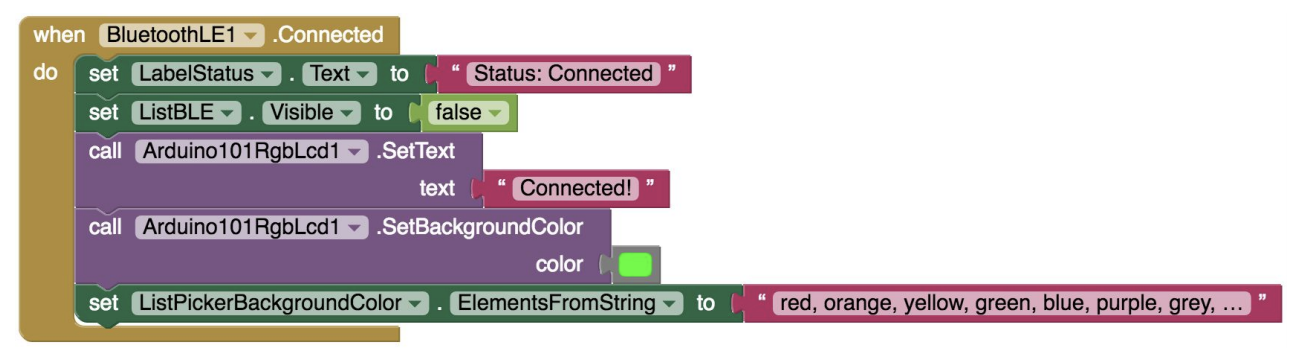 when BluetoothLE1 .Connected
do set LabelStatus . Text to “ Status: Connected ”
set ListBLE . Visible to false
call Arduino101RgbLcd1 .SetText
text “ Connected! ”
call Arduino101RgbLcd1 .SetBackgroundColor
color
set ListPickerBackgroundColor . ElementsFromString to “ red, orange, yellow, green, blue, purple, grey, ... ”